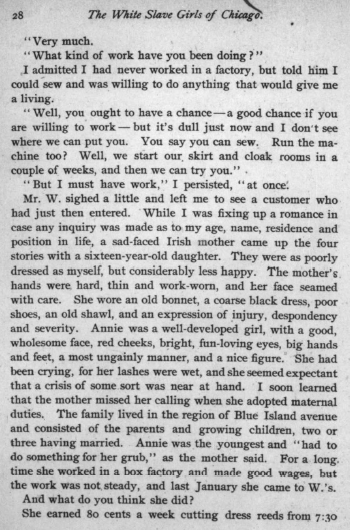 28 The White Slave Girls of Chicago.
"Very much.
"What kind of work have you been doing?"
I admitted I had never worked in a factory, but told him I
could sew and was willing to do anything that would give me
a living.
"Well, you ought to have a chance—a good chance if you
are willing to work—but it's dull just now and I don't see
where we can put you. You say you can sew. Run the ma-
chine too? Well, we start our skirt and cloak rooms in a
couple of weeks, and then we can try you."
"But I must have work," I persisted, "at once.'
Mr. W. sighed a little and left me to see a customer who
had just then entered. While I was fixing up a romance in
case any inquiry was made as to my age, name, residence and
position in life, a sad-faced Irish mother came up the four
stories with a sixteen-year-old daughter. They were as poorly
dressed as myself, but considerably less happy. The mother's
hands were hard, thin and work-worn, and her face seamed
with care. She wore an old bonnet, a coarse black dress, poor
shoes, an old shawl, and an expression of injury, despondency
and severity. Annie was a well-developed girl, with a good,
wholesome face, red cheeks, bright, fun-loving eyes, big hands
and feet, a most ungainly manner, and a nice figure. She had
been crying, for her lashes were wet, and she seemed expectant
that a crisis of some sort was near at hand. I soon learned
that the mother missed her calling when she adopted maternal
duties. The family lived in the region of Blue Island avenue
and consisted of the parents and growing children, two or
three having married. Annie was the youngest and "had to
do something for her grub," as the mother said. For a long
time she worked in a box factory and made good wages, but
the work was not steady, and last January she came to W.'s.
And what do you think she did?
She earned 80 cents a week cutting dress reeds from 7:30